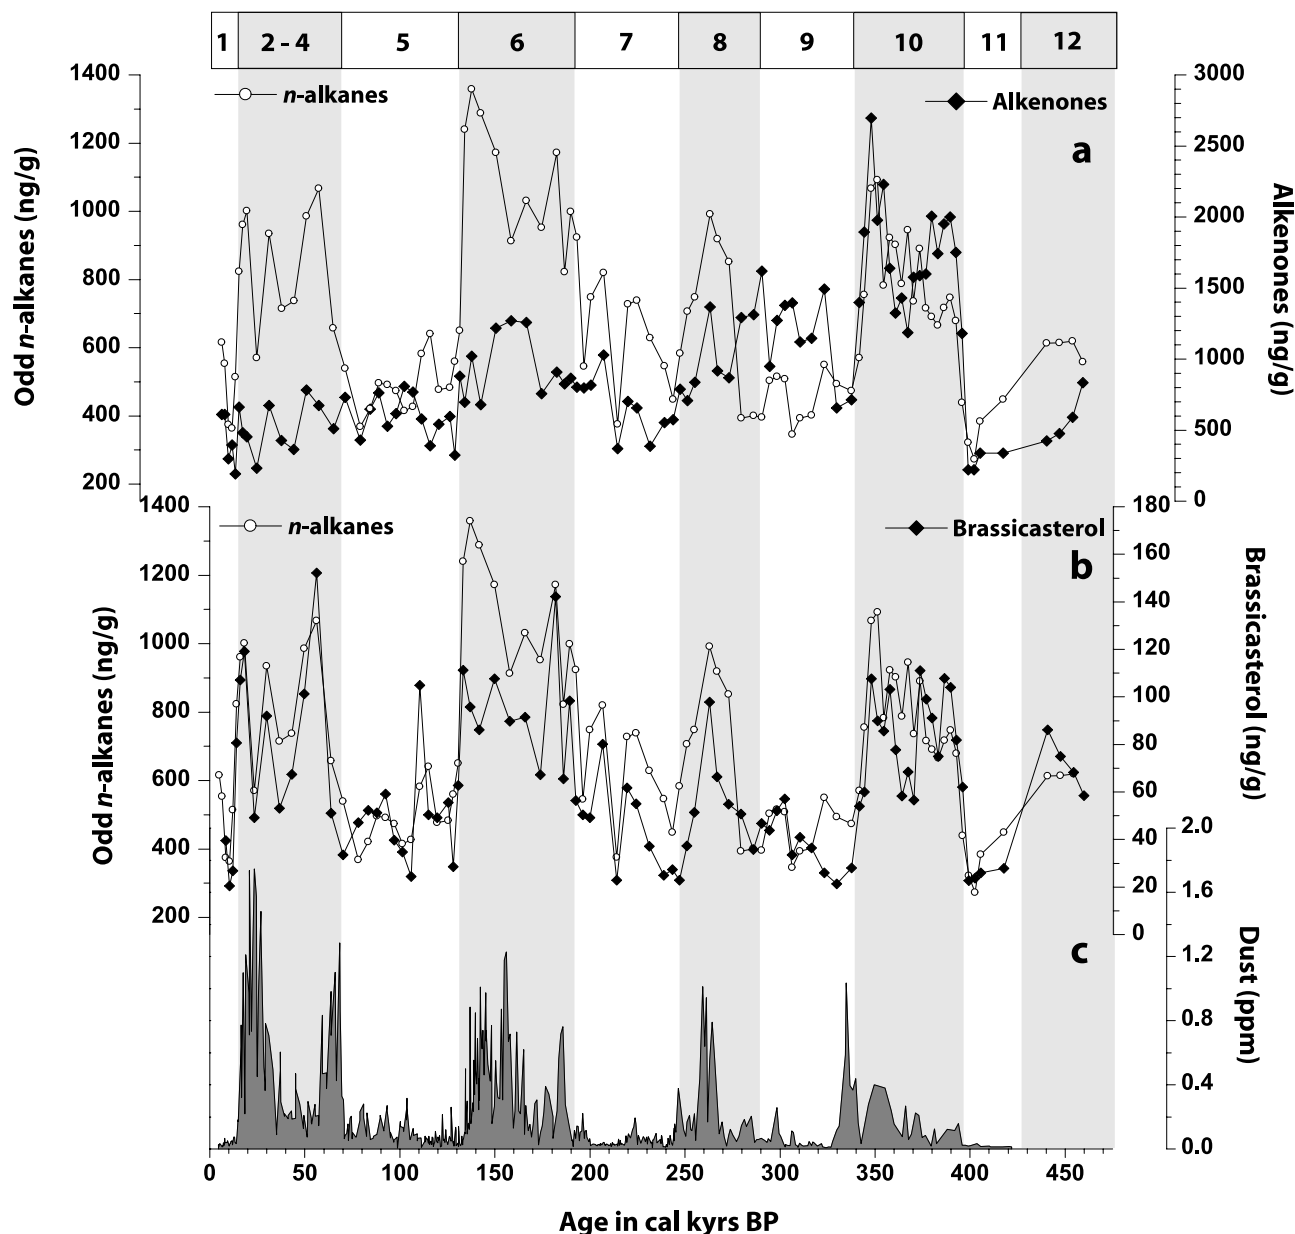 1 2 - 4 5 6 7 8 9 10 11 12
n-alkanes
Alkenones
a
Odd n-alkanes (ng/g)
1400
1200
1000
800
600
400
200
Alkenones (ng/g)
3000
2500
2000
1500
1000
500
0
n-alkanes
Brassicasterol
b
Odd n-alkanes (ng/g)
1400
1200
1000
800
600
400
200
Brassicasterol (ng/g)
180
160
140
120
100
80
60
40
20
0
c
Dust (ppm)
2.0
1.6
1.2
0.8
0.4
0.0
0 50 100 150 200 250 300 350 400 450
Age in cal kyrs BP